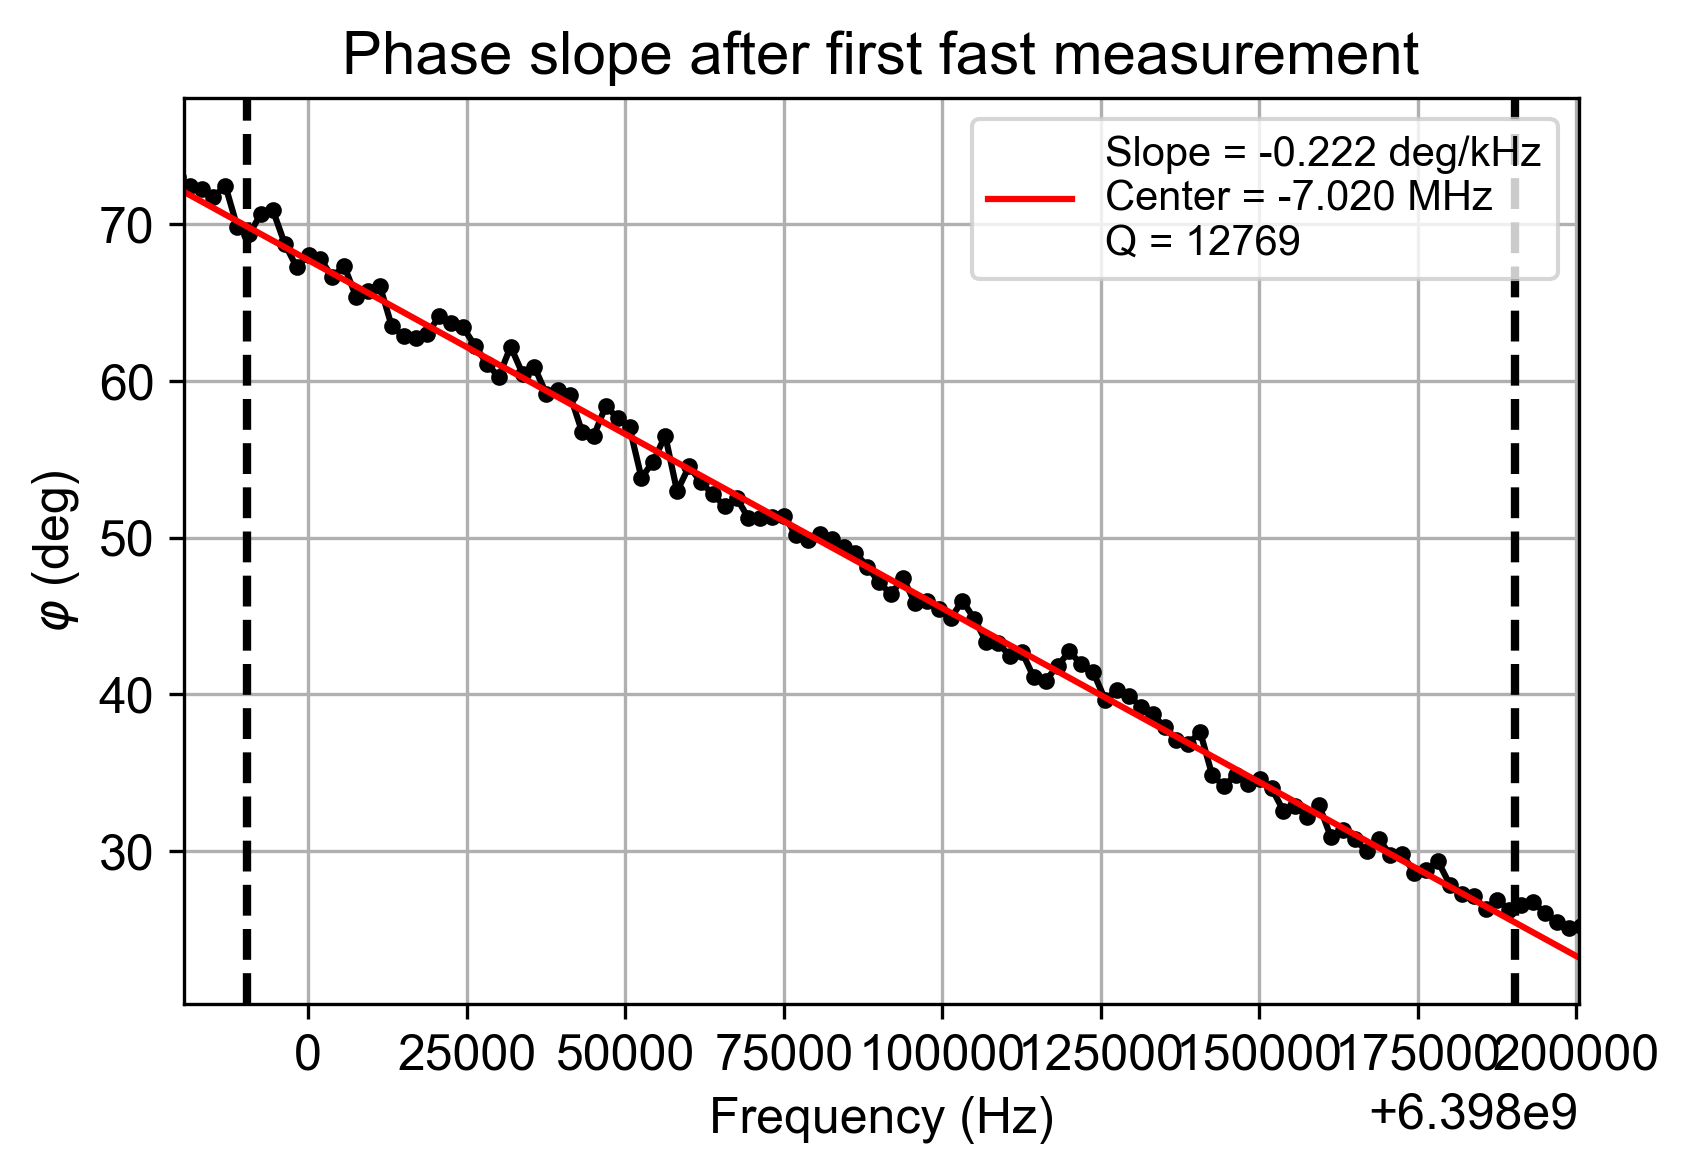 Phase slope after first fast measurement
Slope = -0.222 deg/kHz
Center = -7.020 MHz
Q = 12769
70
60
50
40
30
φ (deg)
0 25000 50000 75000 100000 125000 150000 175000 200000
Frequency (Hz)
+6.398e9